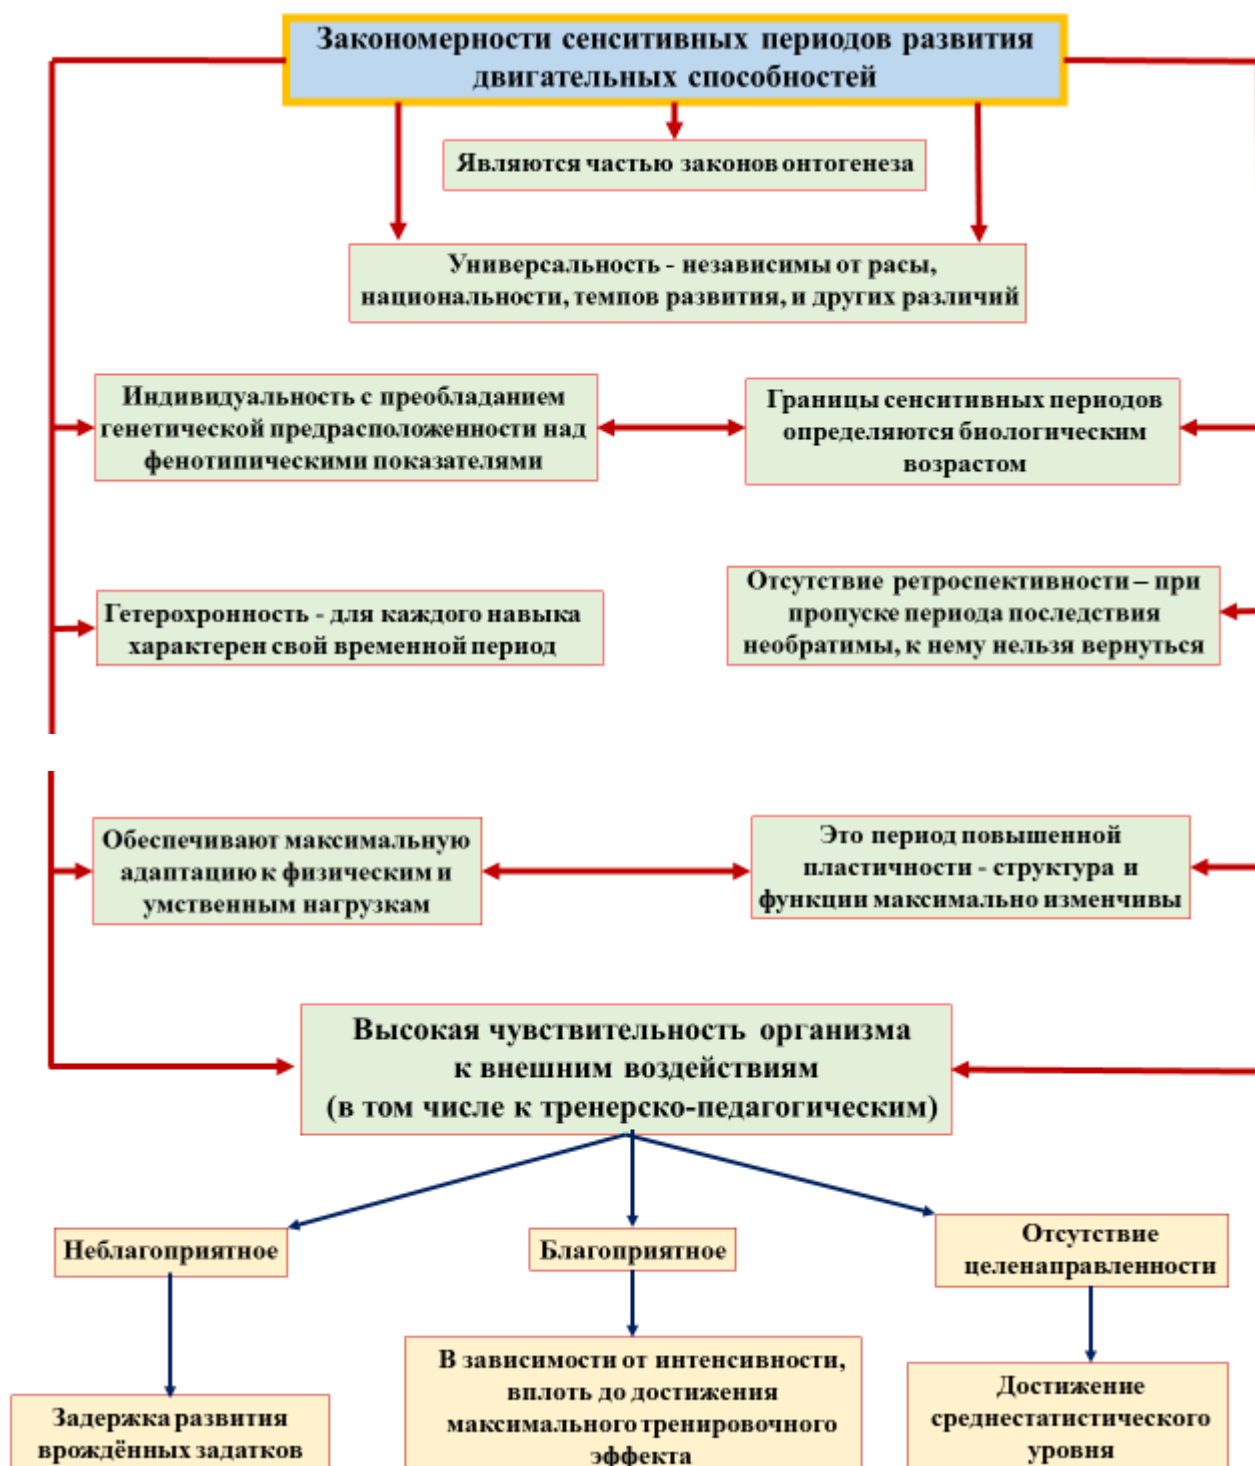 Закономерности сенситивных периодов развития
двигательных способностей
Являются частью законов онтогенеза
Универсальность - независимы от расы,
национальности, темпов развития, и других различий
Индивидуальность с преобладанием
генетической предрасположенности над
фенотипическими показателями
Границы сенситивных периодов
определяются биологическим
возрастом
Гетерохронность - для каждого навыка
характерен свой временной период
Отсутствие ретроспективности – при
пропуске периода последствия
необратимы, к нему нельзя вернуться
Обеспечивают максимальную
адаптацию к физическим и
умственным нагрузкам
Это период повышенной
пластичности - структура и
функции максимально изменчивы
Высокая чувствительность организма
к внешним воздействиям
(в том числе к тренерско-педагогическим)
Неблагоприятное
Благоприятное
Отсутствие
целенаправленности
Задержка развития
врождённых задатков
В зависимости от интенсивности,
вплоть до достижения
максимального тренировочного
эффекта
Достижение
среднестатистического
уровня